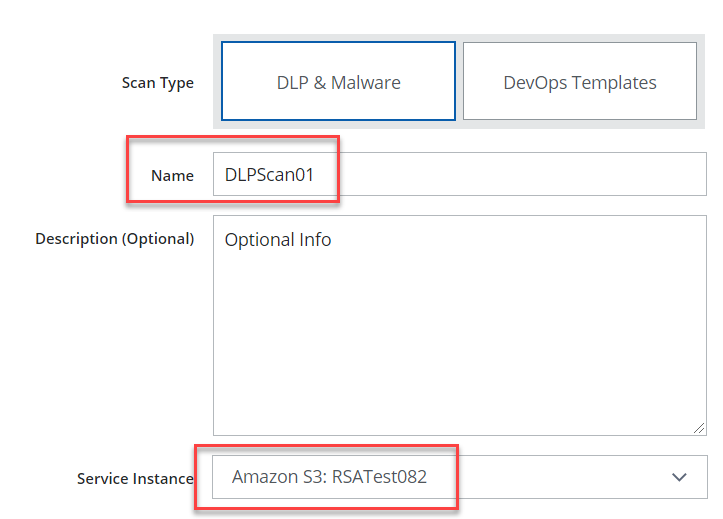 Scan Type DLP & Malware DevOps Templates
Name DLPScan01
Description (Optional) Optional Info
Service Instance Amazon S3: RSATest082